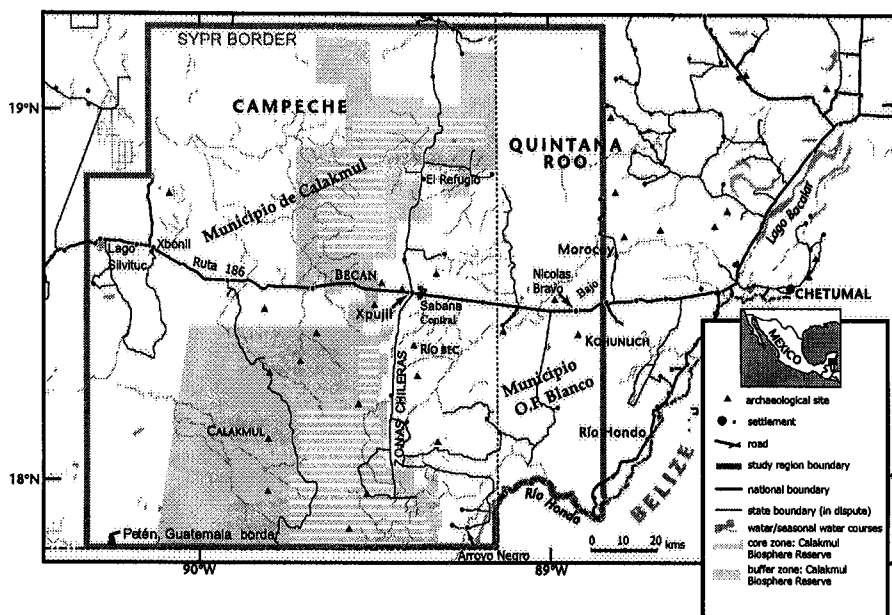 SYPR BORDER
19°N
CAMPECHE
QUINTANA
ROO
El Refugio
Municipio de Calakmul
Lago Bacalar
Lago
Silvituc
Xbonil
Morocoy
Ruta 186
BECAN
Nicolas
Bravo
Bajo
CHETUMAL
Xpujil
Sabana
Central
KOHUNLICH
MEXICO
RÍO BEC
ZONAS CHILERAS
Municipio
O.P. Blanco
archaeological site
settlement
CALAKMUL
Río Hondo
road
study region boundary
18°N
national boundary
BELIZE
Río Hondo
state boundary (in dispute)
water/seasonal water courses
core zone: Calakmul
Biosphere Reserve
buffer zone: Calakmul
Biosphere Reserve
Petén, Guatemala border
Arroyo Negro
0 10 20
kms
90°W
89°W